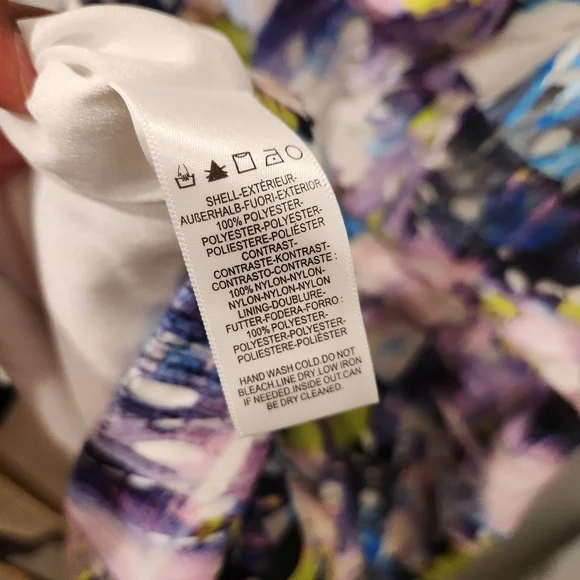 SHELL-EXTÉRIEUR-
AUßERHALB-FUORI-EXTERIOR:
100% POLYESTER-
POLYESTER-POLYESTER-
POLIESTERE-POLIÉSTER
CONTRAST-
CONTRASTE-KONTRAST-
CONTRASTO-CONTRASTE :
100% NYLON-NYLON-
NYLON-NYLON-NYLON
LINING-DOUBLURE-
FUTTER-FODERA-FORRO :
100% POLYESTER-
POLYESTER-POLYESTER-
POLIESTERE-POLIÉSTER
HAND WASH COLD.DO NOT
BLEACH.LINE DRY.LOW IRON
IF NEEDED.INSIDE OUT.CAN
BE DRY CLEANED.